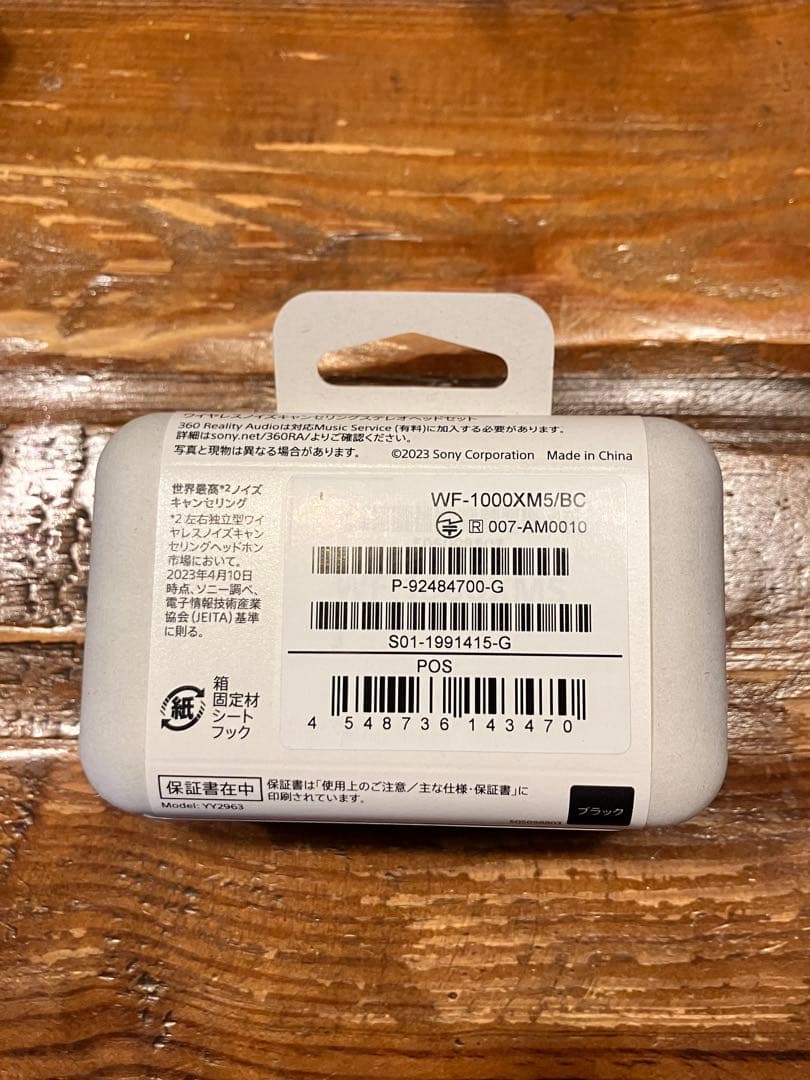 ワイヤレスノイズキャンセリングステレオヘッドセット
360 Reality Audioは対応Music Service (有料)に加入する必要があります。
詳細はsony.net/360RA/よりご確認ください。
写真と現物は異なる場合があります。 ©2023 Sony Corporation Made in China
世界最高*2ノイズ
キャンセリング
*2 左右独立型ワイ
ヤレスノイズキャン
セリングヘッドホン
市場において。
2023年4月10日
時点、ソニー調べ、
電子情報技術産業
協会(JEITA)基準
に則る。
WF-1000XM5/BC
R 007-AM0010
P-92484700-G
S01-1991415-G
POS
4 548736 143470
紙
箱
固定材
シート
フック
保証書在中
保証書は「使用上のご注意/主な仕様・保証書」に
印刷されています。
Model: YY2963
ブラック